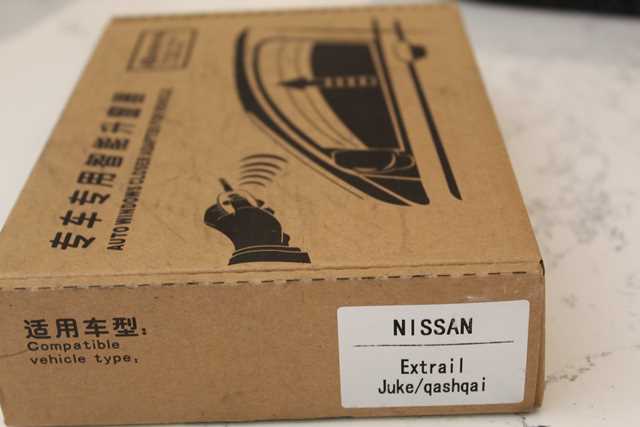 专车专用智能升窗器
AUTO WINDOWS CLOSER ADAPTER FOR VEHICLE
适用车型:
Compatible
vehicle type:
NISSAN
Extrail
Juke/qashqai